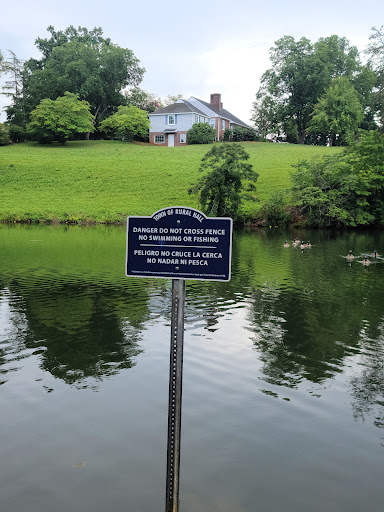 TOWN OF RURAL HALL
DANGER DO NOT CROSS FENCE
NO SWIMMING OR FISHING
PELIGRO NO CRUCE LA CERCA
NO NADAR NI PESCA